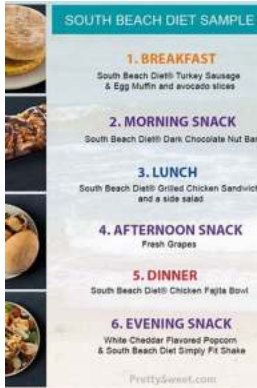 SOUTH BEACH DIET SAMPLE
1. BREAKFAST
South Beach Diet® Turkey Sausage
& Egg Muffin and avocado slices
2. MORNING SNACK
South Beach Diet® Dark Chocolate Nut Bar
3. LUNCH
South Beach Diet® Grilled Chicken Sandwich
and a side salad
4. AFTERNOON SNACK
Fresh Grapes
5. DINNER
South Beach Diet® Chicken Fajita Bowl
6. EVENING SNACK
White Cheddar Flavored Popcorn
& South Beach Diet Simply Fit Shake
PrettySweet.com